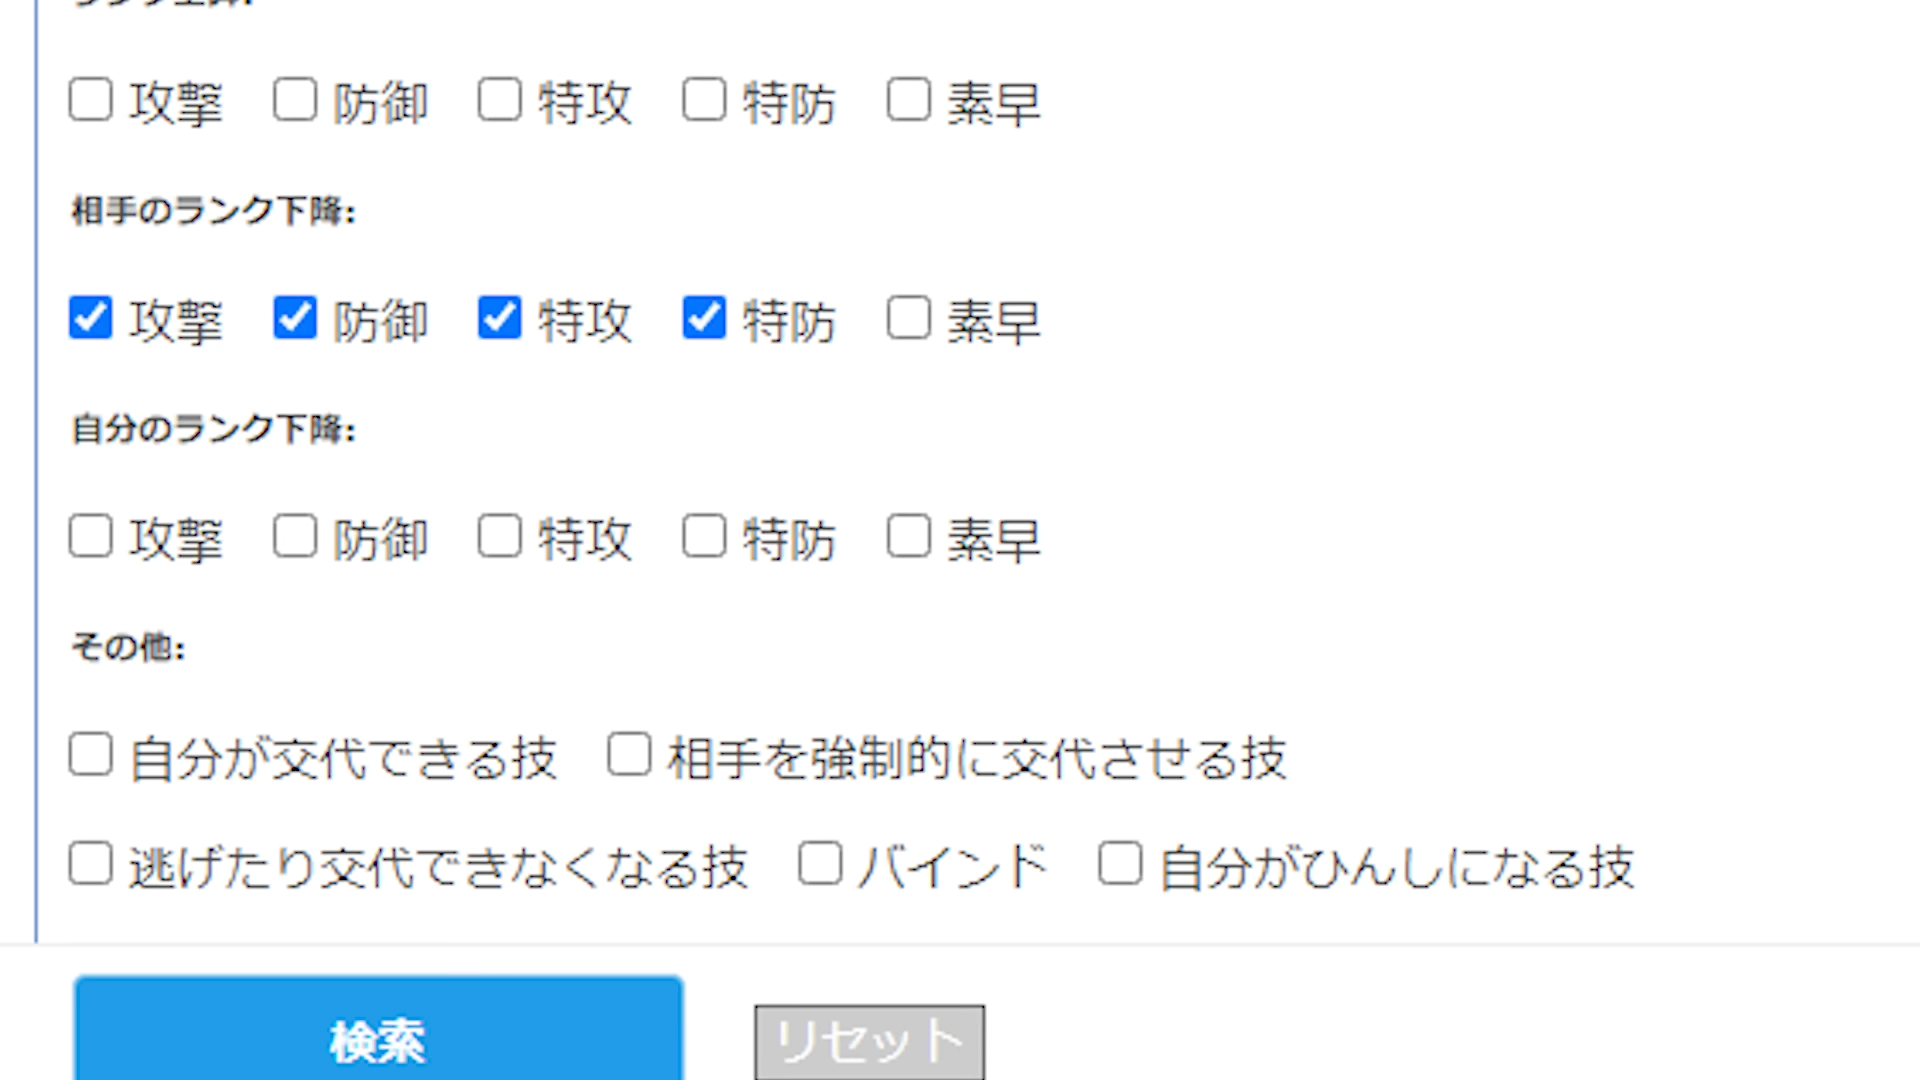 攻撃 防御 特攻 特防 素早
相手のランク下降:
攻撃 防御 特攻 特防 素早
自分のランク下降:
攻撃 防御 特攻 特防 素早
その他:
自分が交代できる技 相手を強制的に交代させる技
逃げたり交代できなくなる技 バインド 自分がひんしになる技
検索 リセット